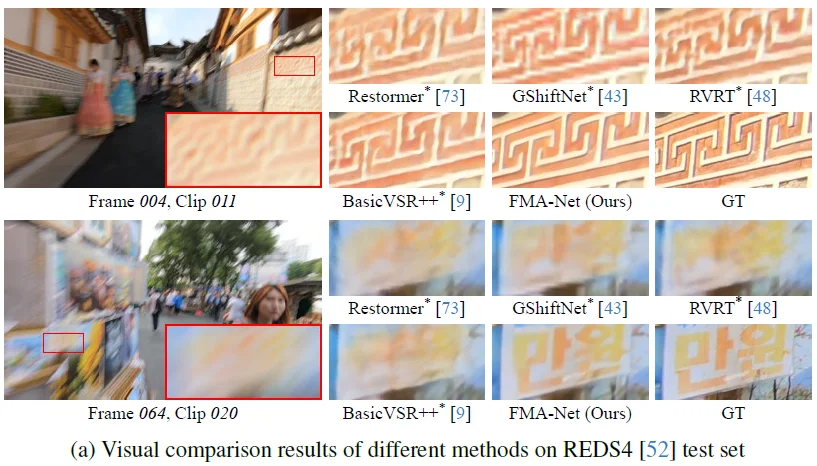 Restormer* [73]
GShiftNet* [43]
RVRT* [48]
Frame 004, Clip 011
BasicVSR++* [9]
FMA-Net (Ours)
GT
Restormer* [73]
GShiftNet* [43]
RVRT* [48]
만원
만원
Frame 064, Clip 020
BasicVSR++* [9]
FMA-Net (Ours)
GT
(a) Visual comparison results of different methods on REDS4 [52] test set